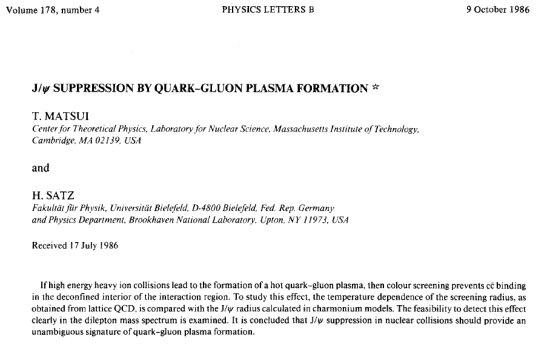 Volume 178, number 4 PHYSICS LETTERS B 9 October 1986
J/ψ SUPPRESSION BY QUARK–GLUON PLASMA FORMATION ☆
T. MATSUI
Center for Theoretical Physics, Laboratory for Nuclear Science, Massachusetts Institute of Technology,
Cambridge, MA 02139, USA
and
H. SATZ
Fakultät für Physik, Universität Bielefeld, D-4800 Bielefeld, Fed. Rep. Germany
and Physics Department, Brookhaven National Laboratory, Upton, NY 11973, USA
Received 17 July 1986
If high energy heavy ion collisions lead to the formation of a hot quark–gluon plasma, then colour screening prevents cc̄ binding
in the deconfined interior of the interaction region. To study this effect, the temperature dependence of the screening radius, as
obtained from lattice QCD, is compared with the J/ψ radius calculated in charmonium models. The feasibility to detect this effect
clearly in the dilepton mass spectrum is examined. It is concluded that J/ψ suppression in nuclear collisions should provide an
unambiguous signature of quark–gluon plasma formation.